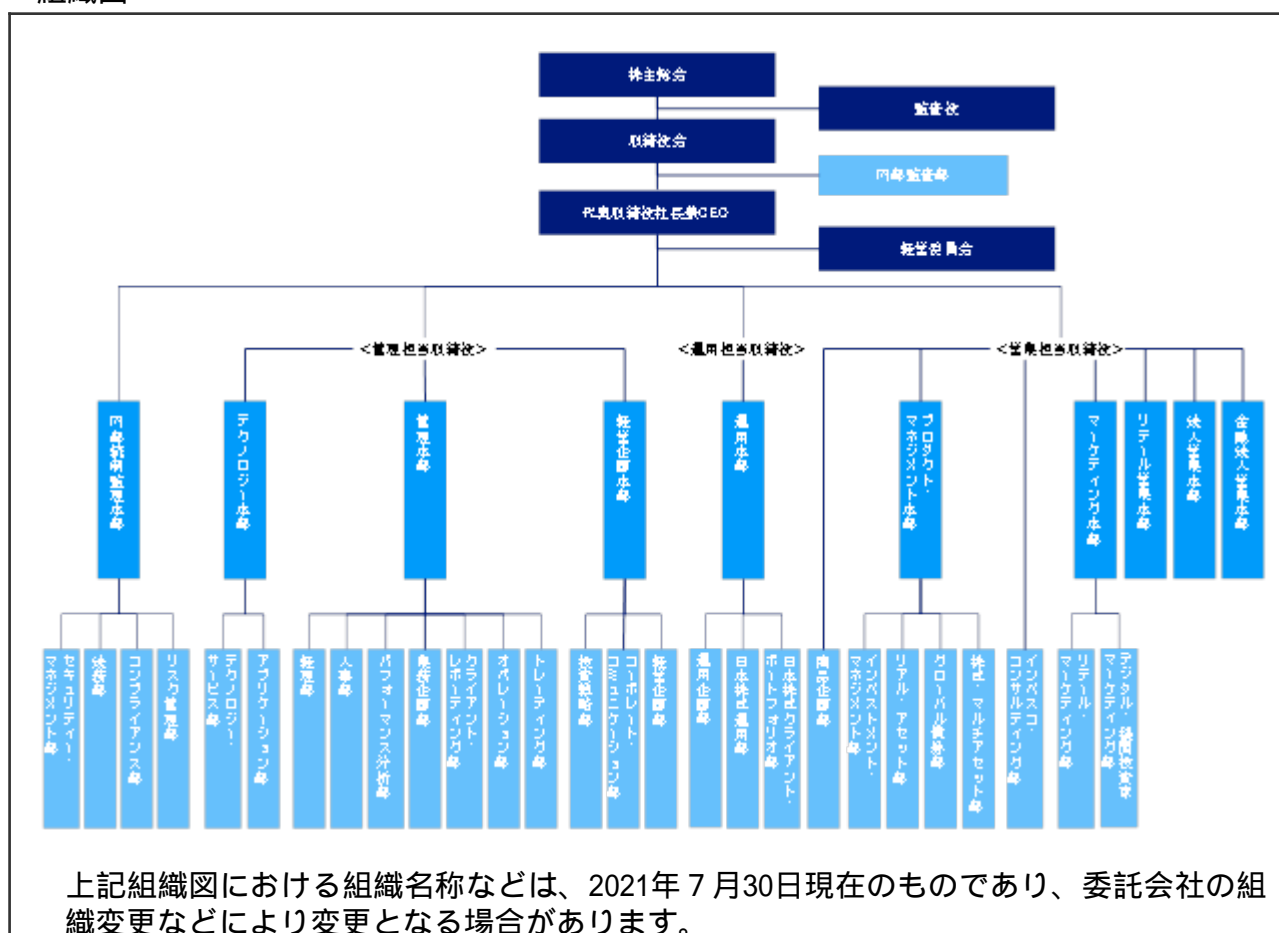 組織図
株主総会
監査役
取締役会
内部監査部
代表取締役社長兼CEO
経営委員会
<管理担当取締役>
<運用担当取締役>
<営業担当取締役>
内部統制監理本部
テクノロジー本部
管理本部
経営企画本部
運用本部
プロダクト・
マネジメント本部
マーケティング本部
リテール営業本部
法人営業本部
金融法人営業本部
セキュリティー・
マネジメント部
法務部
コンプライアンス部
リスク管理部
テクノロジー・
サービス部
アプリケーション部
経理部
人事部
パフォーマンス分析部
業務企画部
クライアント・
レポーティング部
オペレーション部
トレーディング部
投資戦略部
コーポレート・
コミュニケーション部
経営企画部
運用企画部
日本株式運用部
日本株式クライアント・
ポートフォリオ部
商品企画部
インベストメント・
マネジメント部
リアル・アセット部
グローバル債券部
株式・マルチアセット部
インベスコ・
コンサルティング部
リテール・
マーケティング部
デジタル・機関投資家
マーケティング部
上記組織図における組織名称などは、2021年7月30日現在のものであり、委託会社の組
織変更などにより変更となる場合があります。